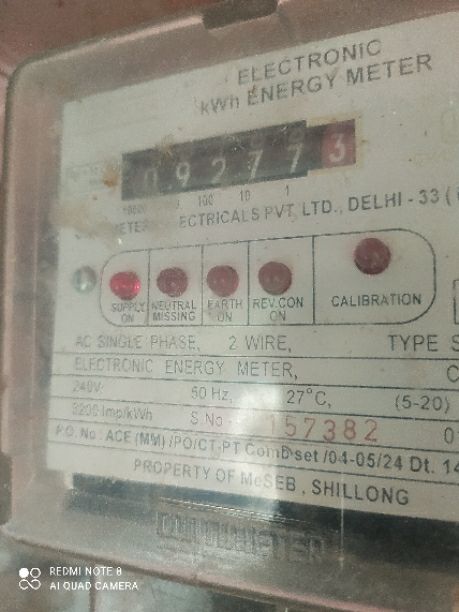 ELECTRONIC
kWh ENERGY METER
09277 3
10000 100 10 1
ECTRICALS PVT, LTD., DELHI - 33
SUPPLY ON
NEUTRAL MISSING
EARTH ON
REV.CON ON
CALIBRATION
AC SINGLE PHASE, 2 WIRE, TYPE S
ELECTRONIC ENERGY METER, C
240V 50 Hz, 27°C, (5-20)
3200 Imp/kWh S.No 157382
P.O. No : ACE (MM) /PO/CT-PT ComB set /04-05/24 Dt. 14
PROPERTY OF MeSEB , SHILLONG
REDMI NOTE 8
AI QUAD CAMERA